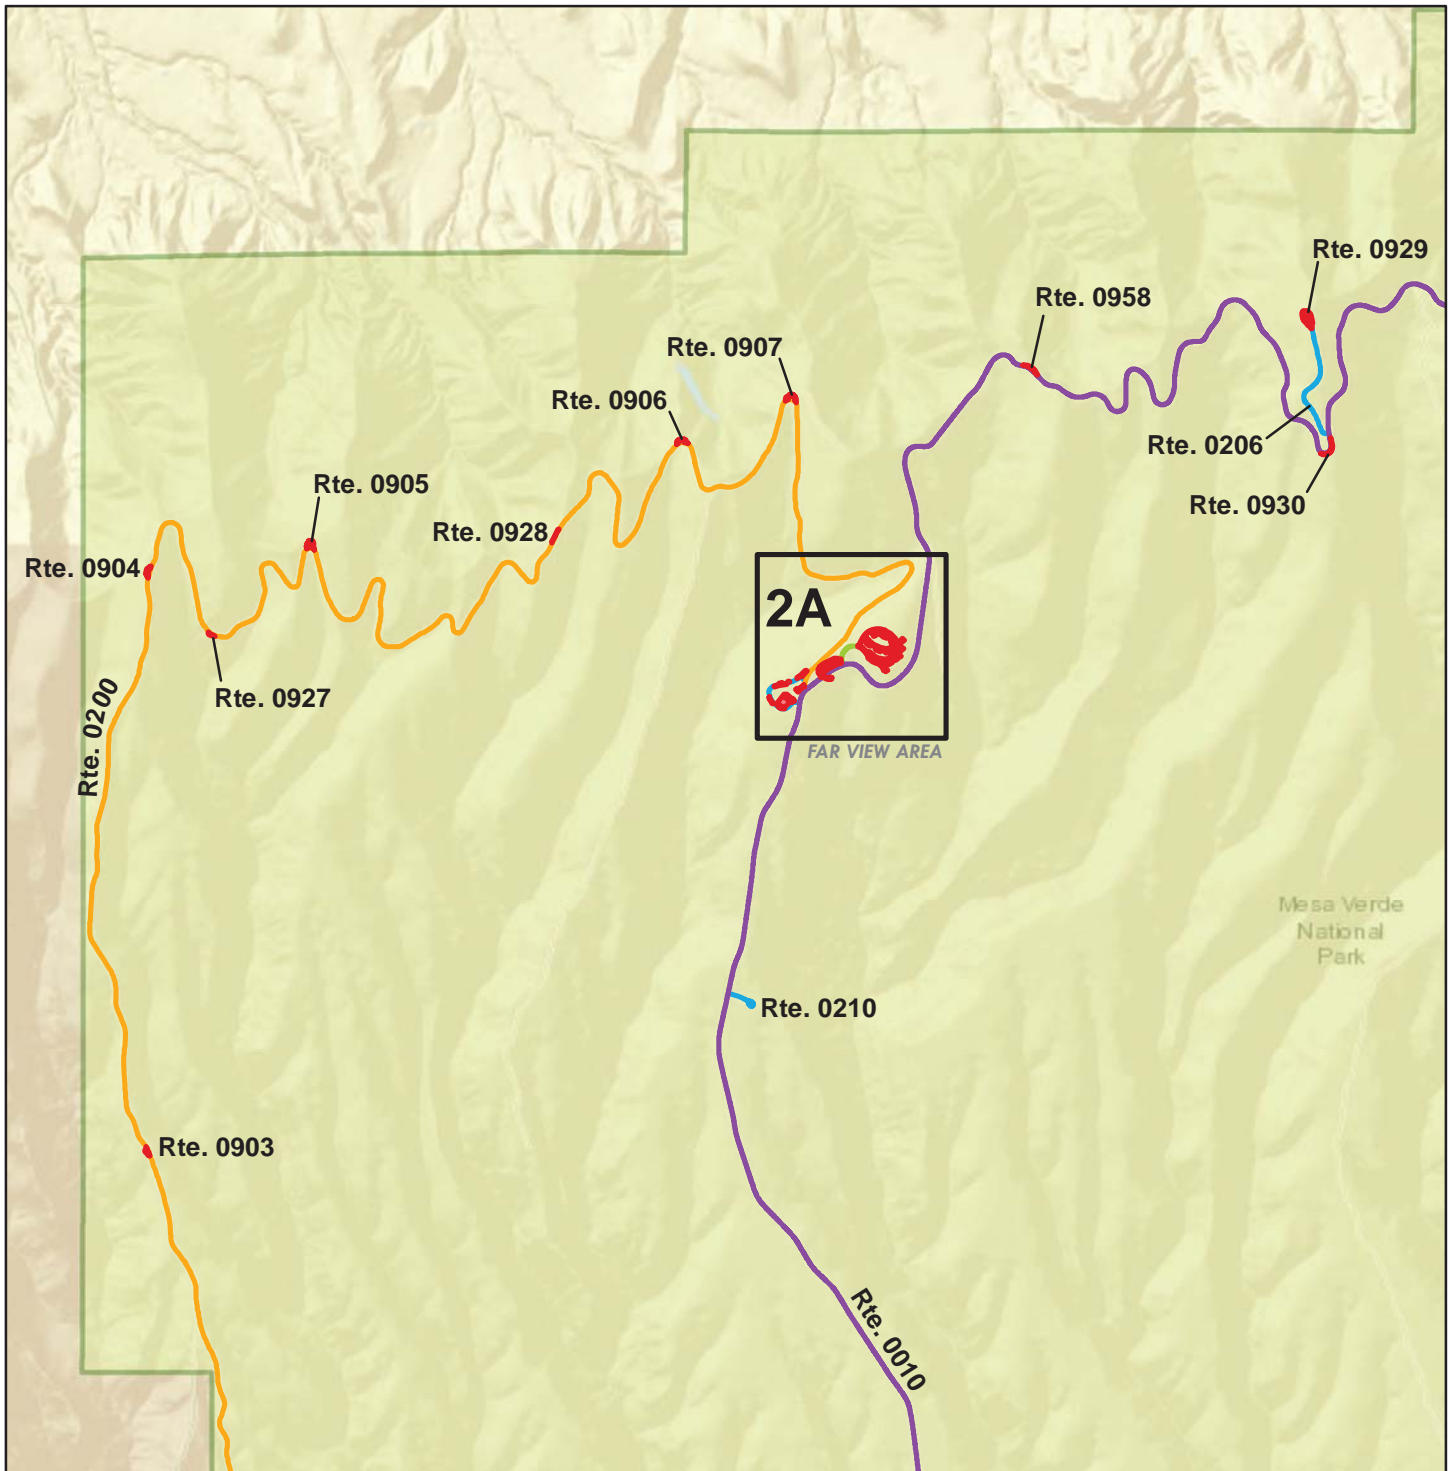 Rte. 0929
Rte. 0958
Rte. 0907
Rte. 0906
Rte. 0206
Rte. 0905
Rte. 0930
Rte. 0928
Rte. 0904
2A
Rte. 0927
Rte. 0200
FAR VIEW AREA
Mesa Verde
National
Park
Rte. 0210
Rte. 0903
Rte. 0010